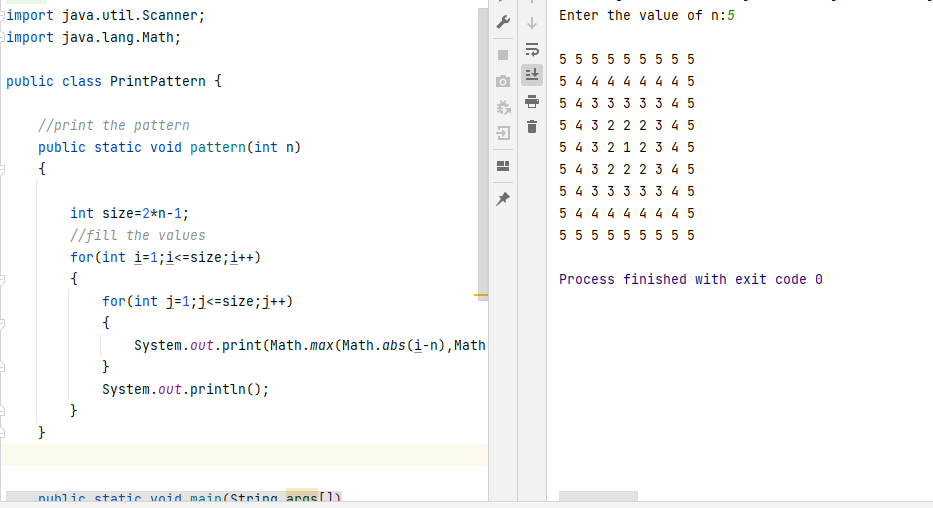 import java.util.Scanner;
import java.lang.Math;
public class PrintPattern {
//print the pattern
public static void pattern(int n)
{
int size=2*n-1;
//fill the values
for(int i=1;i<=size;i++)
{
for(int j=1;j<=size;j++)
{
System.out.print(Math.max(Math.abs(i-n),Math
}
System.out.println();
}
}
public static void main(String args[])
Enter the value of n:5
5 5 5 5 5 5 5 5 5
5 4 4 4 4 4 4 4 5
5 4 3 3 3 3 3 4 5
5 4 3 2 2 2 3 4 5
5 4 3 2 1 2 3 4 5
5 4 3 2 2 2 3 4 5
5 4 3 3 3 3 3 4 5
5 4 4 4 4 4 4 4 5
5 5 5 5 5 5 5 5 5
Process finished with exit code 0